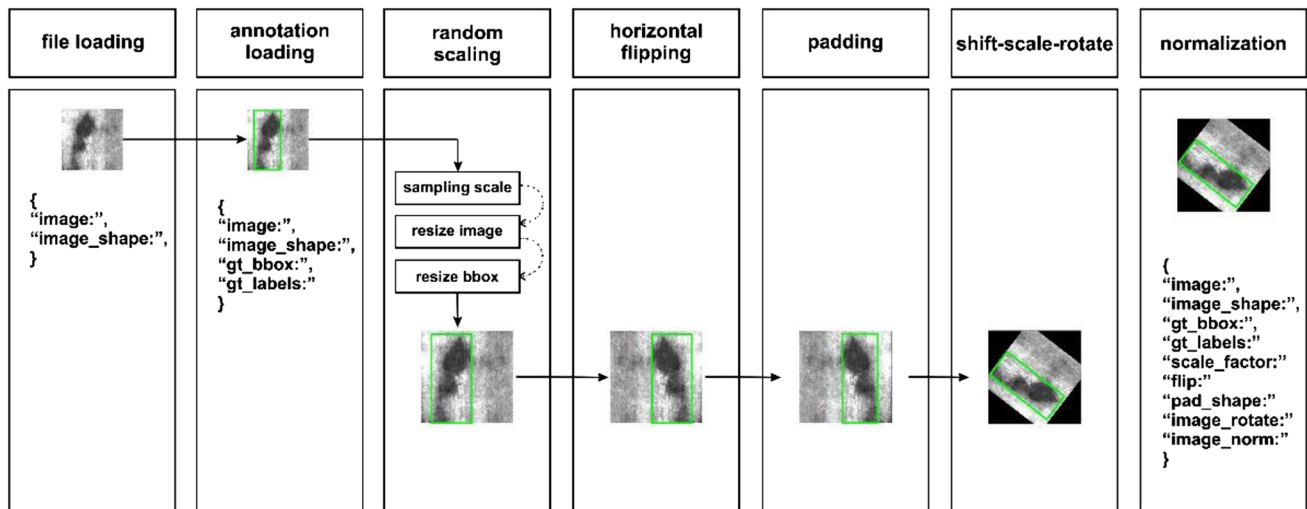 file loading
annotation
loading
random
scaling
horizontal
flipping
padding
shift-scale-rotate
normalization
{
“image:”,
“image_shape:”,
}
{
“image:”,
“image_shape:”,
“gt_bbox:”,
“gt_labels:”
}
sampling scale
resize image
resize bbox
{
“image:”,
“image_shape:”,
“gt_bbox:”,
“gt_labels:”
“scale_factor:”
“flip:”
“pad_shape:”
“image_rotate:”
“image_norm:”
}